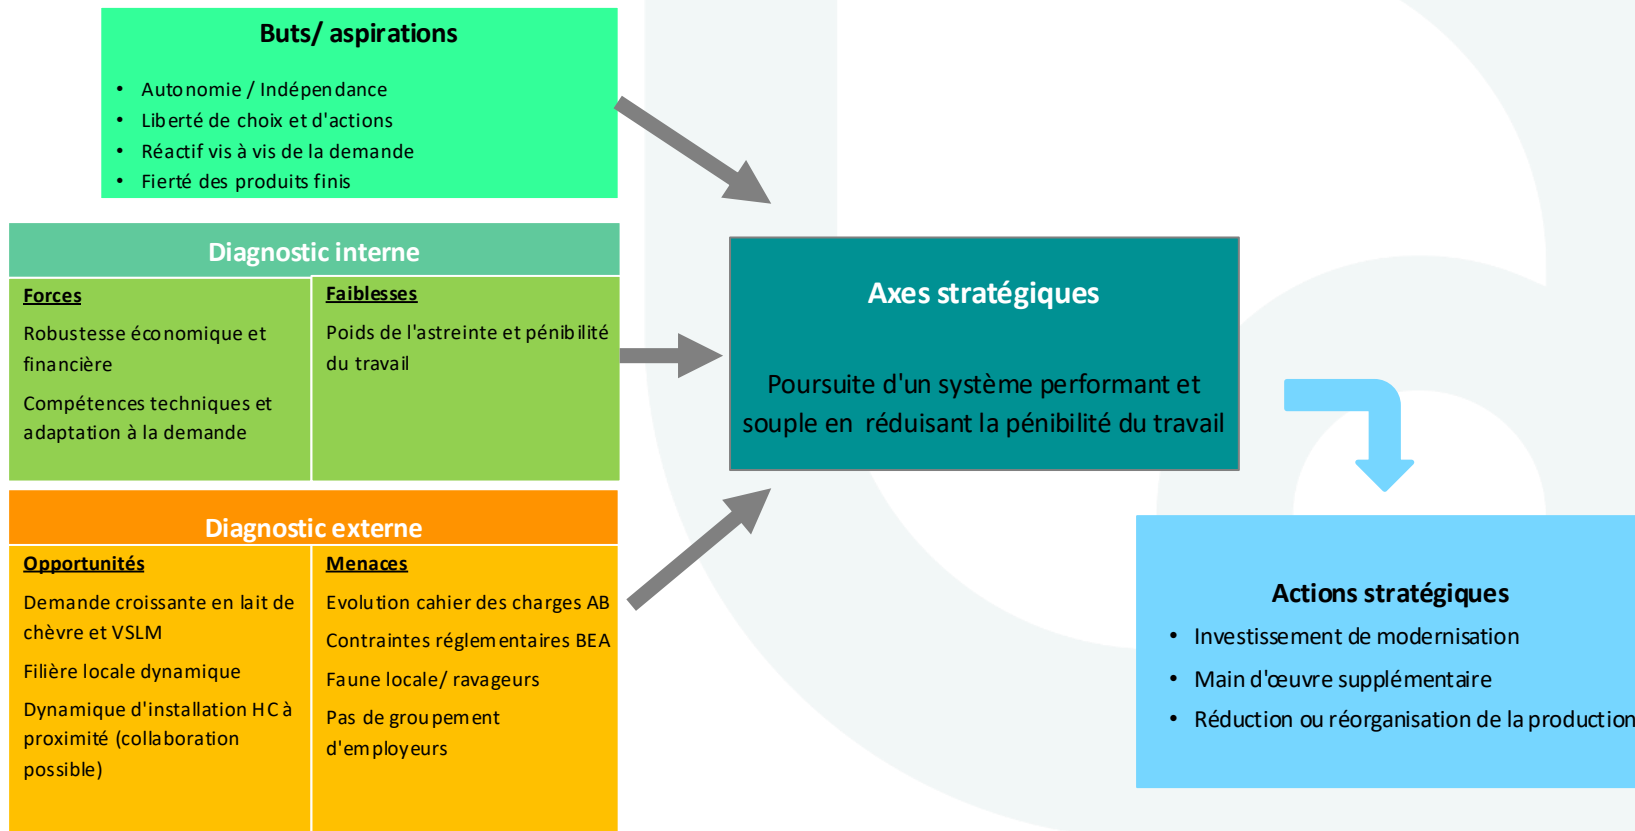 Buts/ aspirations
• Autonomie / Indépendance
• Liberté de choix et d'actions
• Réactif vis à vis de la demande
• Fierté des produits finis
Diagnostic interne
Forces
Robustesse économique et
financière
Compétences techniques et
adaptation à la demande
Faiblesses
Poids de l'astreinte et pénibilité
du travail
Diagnostic externe
Opportunités
Demande croissante en lait de
chèvre et VSLM
Filière locale dynamique
Dynamique d'installation HC à
proximité (collaboration
possible)
Menaces
Evolution cahier des charges AB
Contraintes réglementaires BEA
Faune locale/ ravageurs
Pas de groupement
d'employeurs
Axes stratégiques
Poursuite d'un système performant et
souple en réduisant la pénibilité du travail
Actions stratégiques
• Investissement de modernisation
• Main d'œuvre supplémentaire
• Réduction ou réorganisation de la production